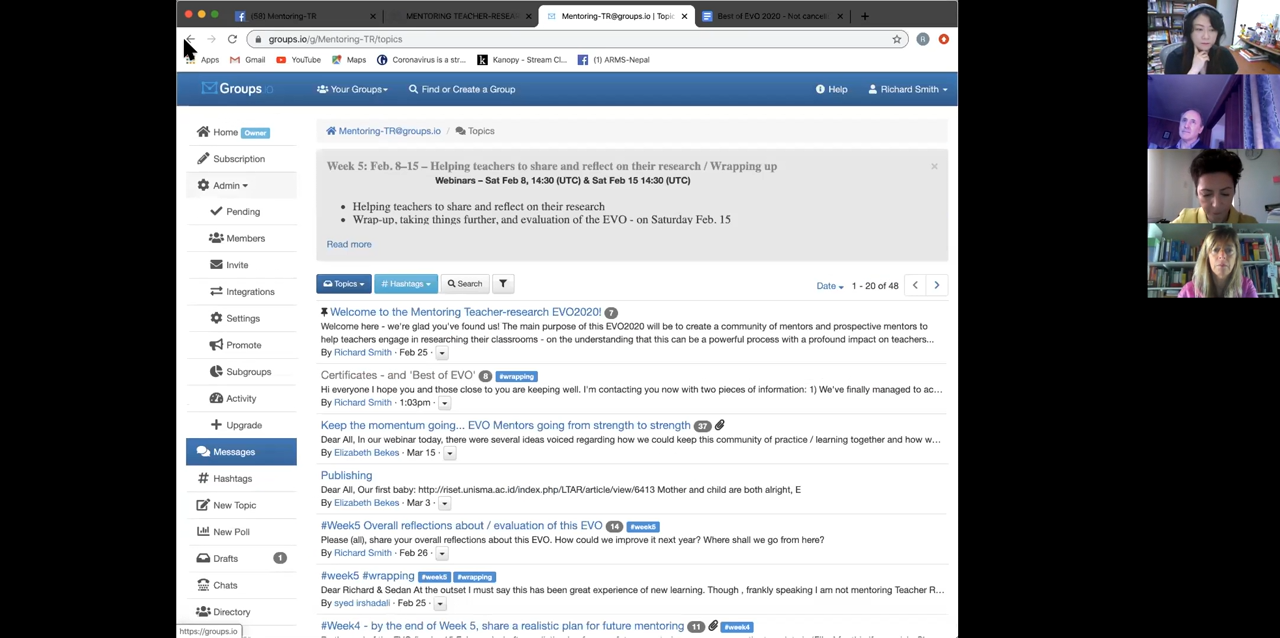 (58) Mentoring-TR
MENTORING TEACHER-RESEA
Mentoring-TR@groups.io | Topic
Best of EVO 2020 - Not cancel
groups.io/g/Mentoring-TR/topics
R
Apps
Gmail
YouTube
Maps
Coronavirus is a str...
Kanopy - Stream Cl...
(1) ARMS-Nepal
Groups.io
Your Groups
Find or Create a Group
Help
Richard Smith
Home Owner
Subscription
Admin
Pending
Members
Invite
Integrations
Settings
Promote
Subgroups
Activity
Upgrade
Messages
Hashtags
New Topic
New Poll
Drafts 1
Chats
Directory
https://groups.io
Mentoring-TR@groups.io / Topics
Week 5: Feb. 8–15 – Helping teachers to share and reflect on their research / Wrapping up
Webinars – Sat Feb 8, 14:30 (UTC) & Sat Feb 15 14:30 (UTC)
• Helping teachers to share and reflect on their research
• Wrap-up, taking things further, and evaluation of the EVO - on Saturday Feb. 15
Read more
Topics
# Hashtags
Search
Date
1 - 20 of 48
Welcome to the Mentoring Teacher-research EVO2020! 7
Welcome here - we're glad you've found us! The main purpose of this EVO2020 will be to create a community of mentors and prospective mentors to
help teachers engage in researching their classrooms - on the understanding that this can be a powerful process with a profound impact on teachers...
By Richard Smith · Feb 25 ·
Certificates - and 'Best of EVO' 8 #wrapping
Hi everyone I hope you and those close to you are keeping well. I'm contacting you now with two pieces of information: 1) We've finally managed to ac...
By Richard Smith · 1:03pm ·
Keep the momentum going... EVO Mentors going from strength to strength 37
Dear All, In our webinar today, there were several ideas voiced regarding how we could keep this community of practice / learning together and how w...
By Elizabeth Bekes · Mar 15 ·
Publishing
Dear All, Our first baby: http://riset.unisma.ac.id/index.php/LTAR/article/view/6413 Mother and child are both alright, E
By Elizabeth Bekes · Mar 3 ·
#Week5 Overall reflections about / evaluation of this EVO 14 #week5
Please (all), share your overall reflections about this EVO. How could we improve it next year? Where shall we go from here?
By Richard Smith · Feb 26 ·
#week5 #wrapping #week5 #wrapping
Dear Richard & Sedan At the outset I must say this has been great experience of new learning. Though , frankly speaking I am not mentoring Teacher R...
By syed irshadali · Feb 25 ·
#Week4 - by the end of Week 5, share a realistic plan for future mentoring 11 #week4